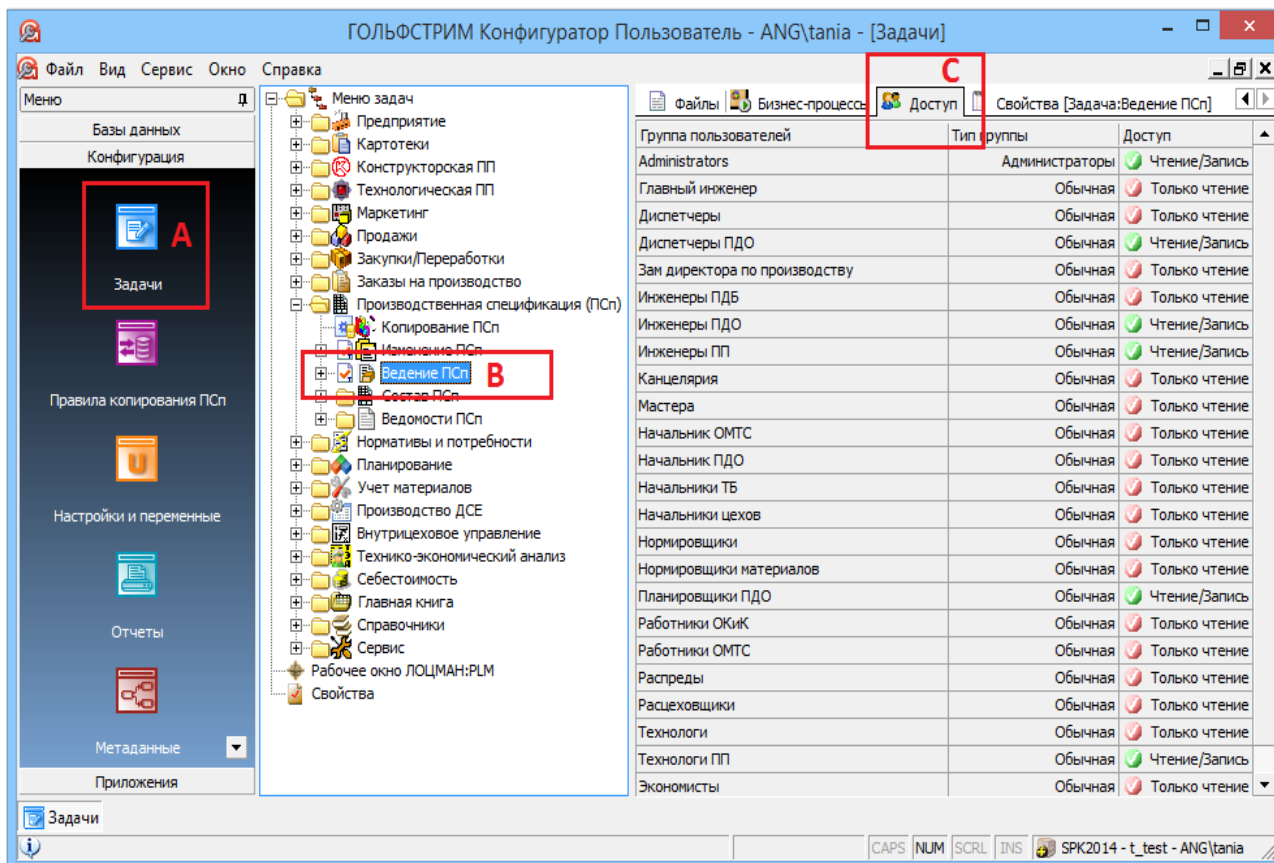 ГОЛЬФСТРИМ Конфигуратор Пользователь - ANG\tania - [Задачи]
Файл Вид Сервис Окно Справка
Меню
Базы данных
Конфигурация
A
Задачи
Правила копирования ПСп
Настройки и переменные
Отчеты
Метаданные
Приложения
Меню задач
Предприятие
Картотеки
Конструкторская ПП
Технологическая ПП
Маркетинг
Продажи
Закупки/Переработки
Заказы на производство
Производственная спецификация (ПСп)
Копирование ПСп
Изменение ПСп
Ведение ПСп B
Состав ПСп
Ведомости ПСп
Нормативы и потребности
Планирование
Учет материалов
Производство ДСЕ
Внутрицеховое управление
Технико-экономический анализ
Себестоимость
Главная книга
Справочники
Сервис
Рабочее окно ЛОЦМАН:PLM
Свойства
C
Файлы Бизнес-процессы Доступ Свойства [Задача:Ведение ПСп]
Группа пользователей Тип группы Доступ
Administrators Администраторы Чтение/Запись
Главный инженер Обычная Только чтение
Диспетчеры Обычная Только чтение
Диспетчеры ПДО Обычная Чтение/Запись
Зам директора по производству Обычная Только чтение
Инженеры ПДБ Обычная Только чтение
Инженеры ПДО Обычная Чтение/Запись
Инженеры ПП Обычная Чтение/Запись
Канцелярия Обычная Только чтение
Мастера Обычная Только чтение
Начальник ОМТС Обычная Только чтение
Начальник ПДО Обычная Только чтение
Начальники ТБ Обычная Только чтение
Начальники цехов Обычная Только чтение
Нормировщики Обычная Только чтение
Нормировщики материалов Обычная Только чтение
Планировщики ПДО Обычная Чтение/Запись
Работники ОКиК Обычная Только чтение
Работники ОМТС Обычная Только чтение
Распреды Обычная Только чтение
Расцеховщики Обычная Только чтение
Технологи Обычная Только чтение
Технологи ПП Обычная Чтение/Запись
Экономисты Обычная Только чтение
Задачи
CAPS NUM SCRL INS SPK2014 - t_test - ANG\tania